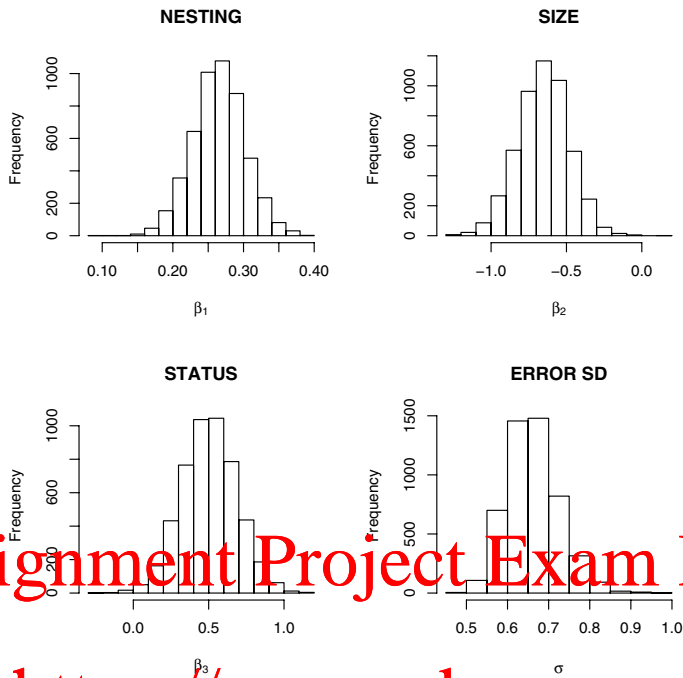 NESTING
Frequency
0 200 600 1000
0.10 0.20 0.30 0.40
β1
SIZE
Frequency
0 200 600 1000
−1.0 −0.5 0.0
β2
STATUS
Frequency
0 200 600 1000
0.0 0.5 1.0
β3
ERROR SD
Frequency
0 500 1000 1500
0.5 0.6 0.7 0.8 0.9 1.0
σ
Project Exam